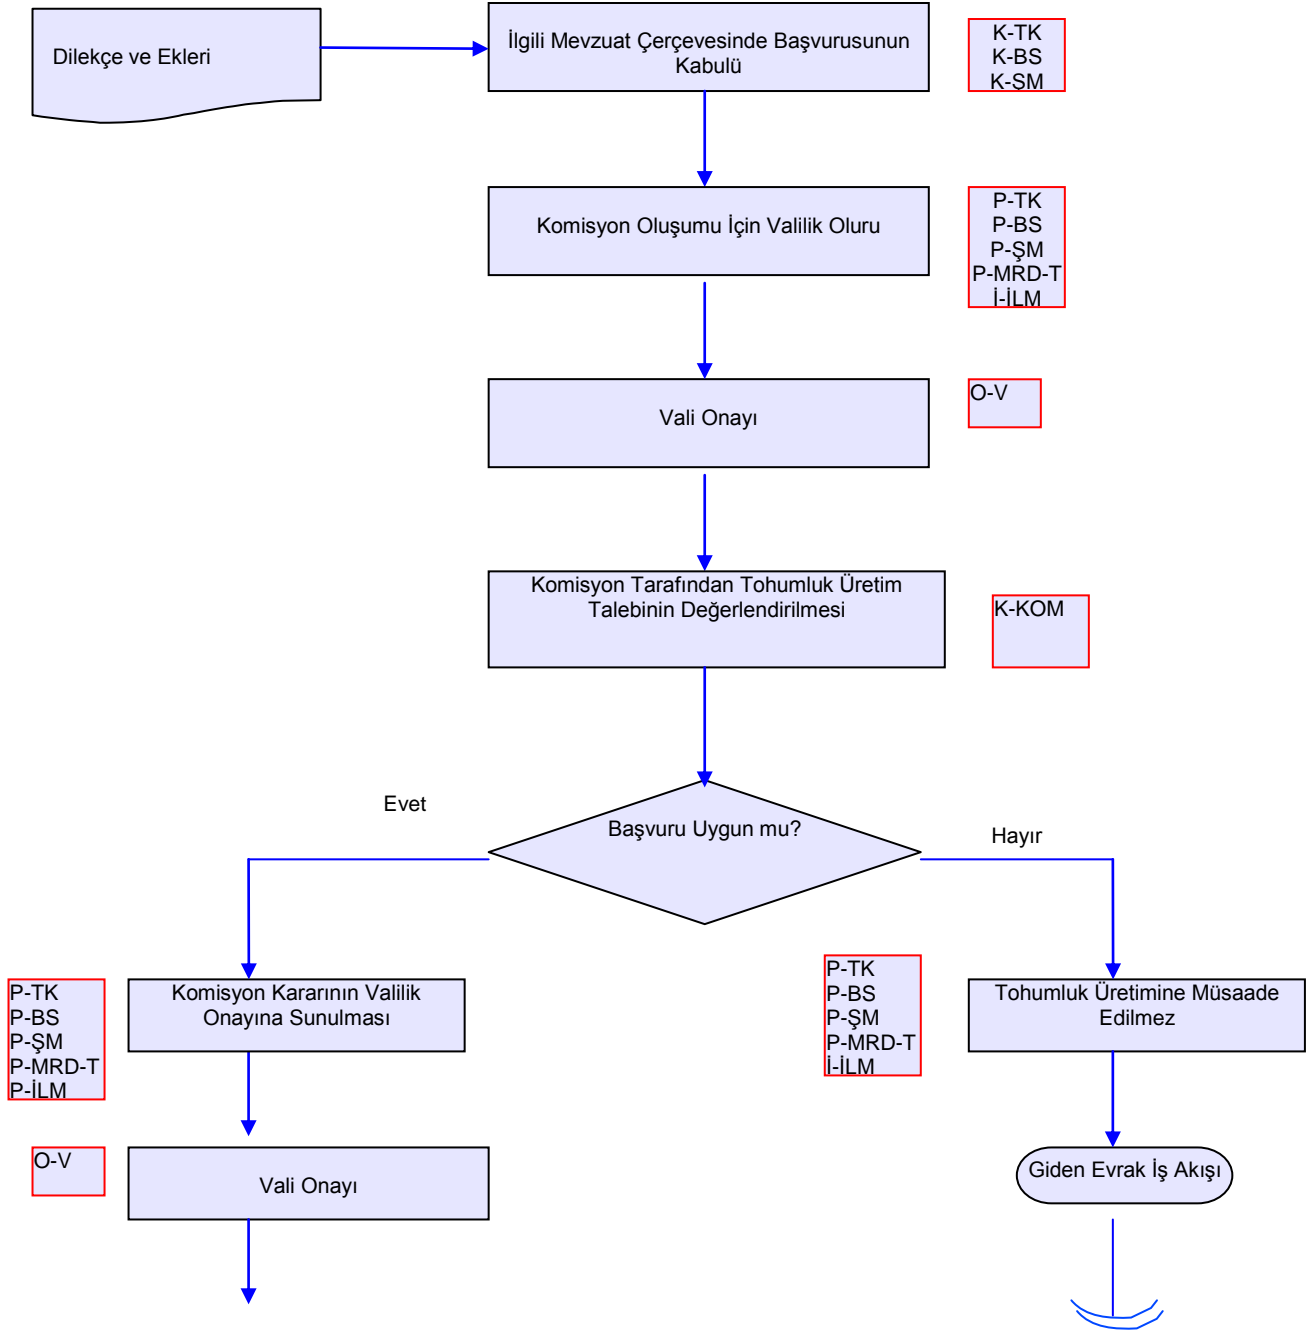 Dilekçe ve Ekleri
İlgili Mevzuat Çerçevesinde Başvurusunun
Kabulü
K-TK
K-BS
K-ŞM
Komisyon Oluşumu İçin Valilik Oluru
P-TK
P-BS
P-ŞM
P-MRD-T
İ-İLM
Vali Onayı
O-V
Komisyon Tarafından Tohumluk Üretim
Talebinin Değerlendirilmesi
K-KOM
Evet
Başvuru Uygun mu?
Hayır
P-TK
P-BS
P-ŞM
P-MRD-T
P-İLM
Komisyon Kararının Valilik
Onayına Sunulması
P-TK
P-BS
P-ŞM
P-MRD-T
İ-İLM
Tohumluk Üretimine Müsaade
Edilmez
O-V
Vali Onayı
Giden Evrak İş Akışı